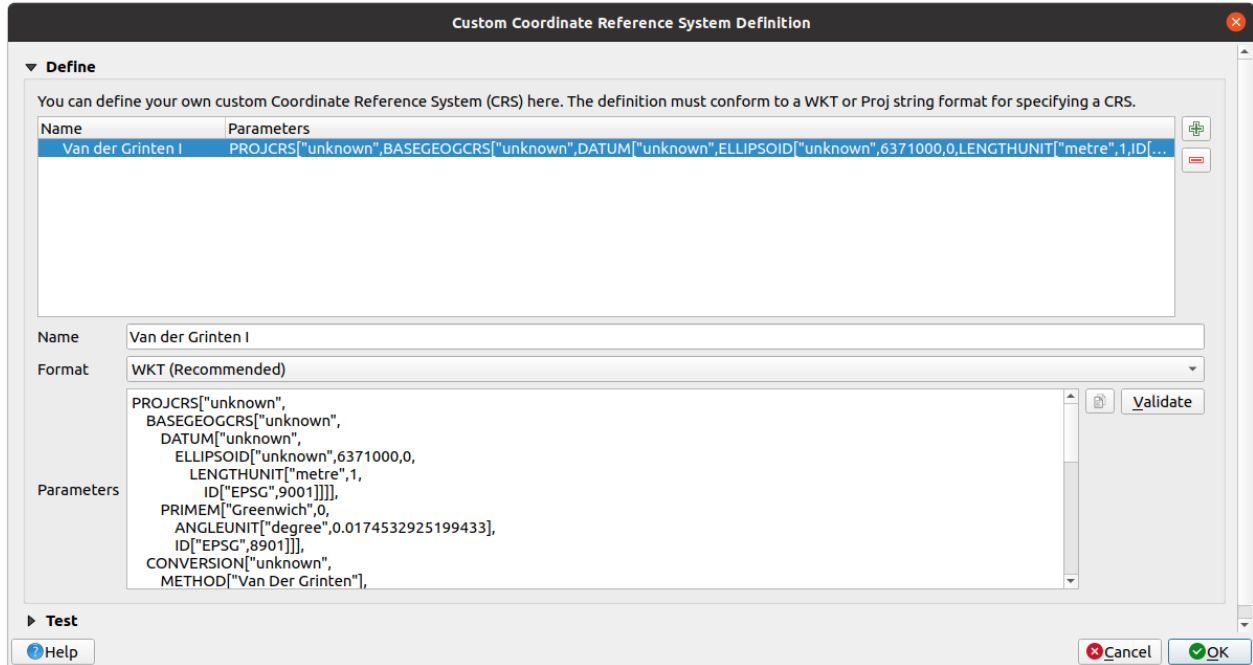 Custom Coordinate Reference System Definition
Define
You can define your own custom Coordinate Reference System (CRS) here. The definition must conform to a WKT or Proj string format for specifying a CRS.
Name Parameters
Van der Grinten I PROJCRS["unknown",BASEGEOGCRS["unknown",DATUM["unknown",ELLIPSOID["unknown",6371000,0,LENGTHUNIT["metre",1,ID[…
Name Van der Grinten I
Format WKT (Recommended)
PROJCRS["unknown",
Validate
BASEGEOGCRS["unknown",
DATUM["unknown",
ELLIPSOID["unknown",6371000,0,
LENGTHUNIT["metre",1,
Parameters
ID["EPSG",9001]]]],
PRIMEM["Greenwich",0,
ANGLEUNIT["degree",0.0174532925199433],
ID["EPSG",8901]]],
CONVERSION["unknown",
METHOD["Van Der Grinten"],
Test
Help
Cancel
OK